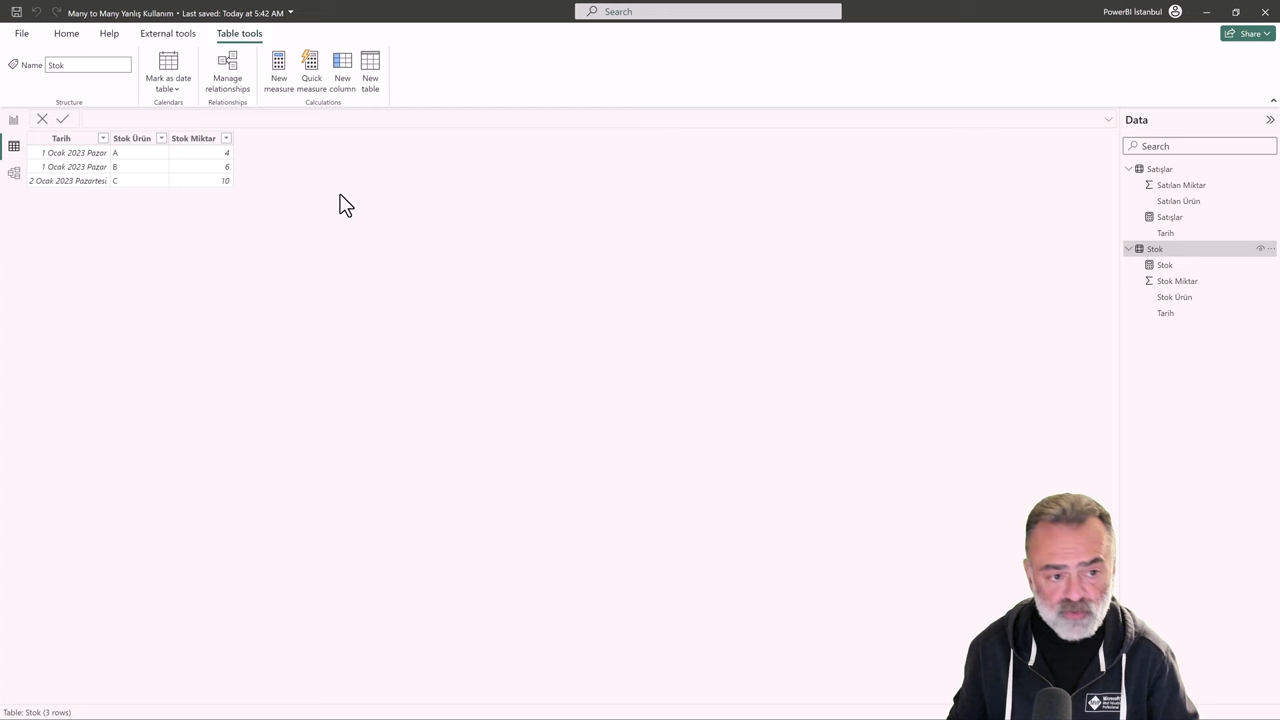 Many to Many Yanlış Kullanım • Last saved: Today at 5:42 AM
Search
PowerBI İstanbul
File
Home
Help
External tools
Table tools
Share
Name
Stok
Mark as date
table
Manage
relationships
New
measure
Quick
measure
New
column
New
table
Structure
Calendars
Relationships
Calculations
Tarih
Stok Ürün
Stok Miktar
1 Ocak 2023 Pazar
A
4
1 Ocak 2023 Pazar
B
6
2 Ocak 2023 Pazartesi
C
10
Data
Search
Satışlar
Satılan Miktar
Satılan Ürün
Satışlar
Tarih
Stok
Stok
Stok Miktar
Stok Ürün
Tarih
Microsoft
Professional
Table: Stok (3 rows)